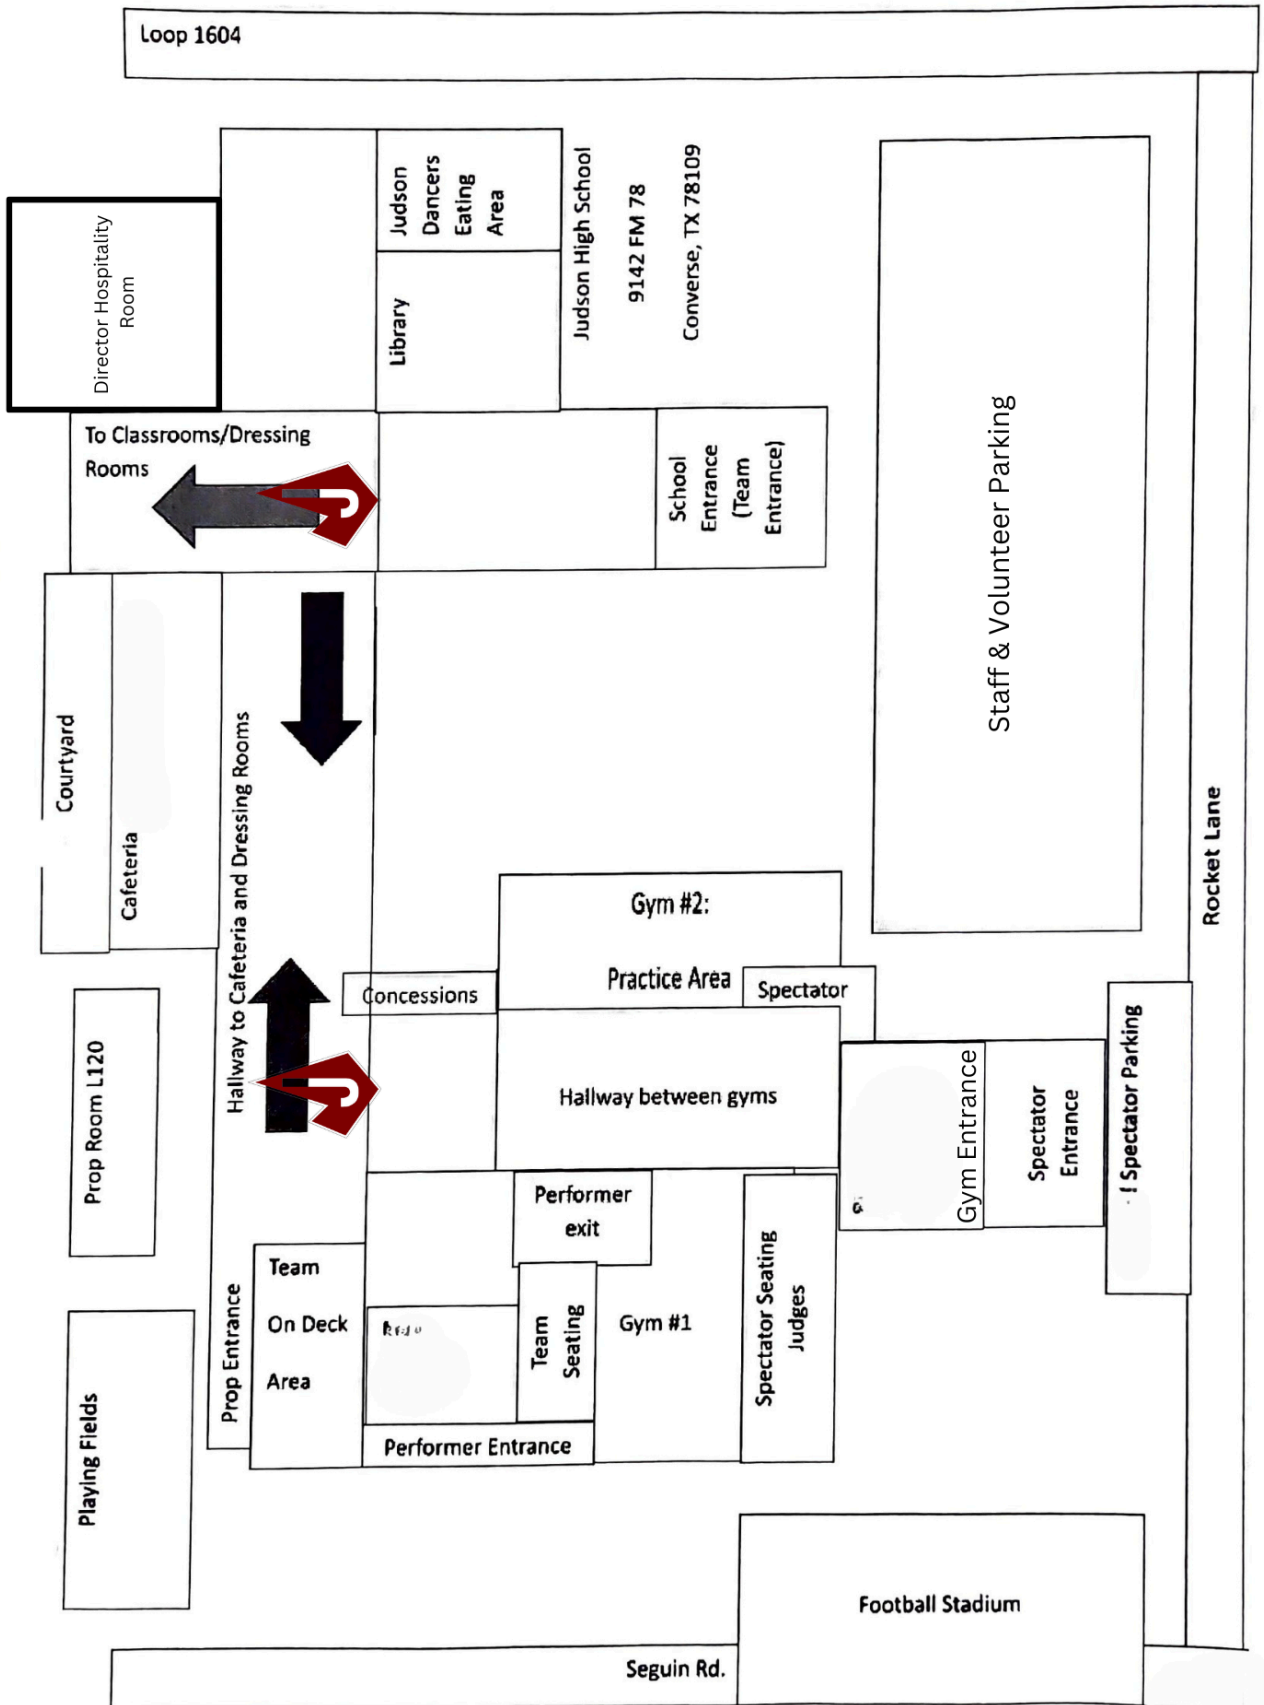 Loop 1604
Director Hospitality
Room
Judson
Dancers
Eating
Area
Library
Judson High School
9142 FM 78
Converse, TX 78109
To Classrooms/Dressing
Rooms
School
Entrance
(Team
Entrance)
Staff & Volunteer Parking
Courtyard
Cafeteria
Hallway to Cafeteria and Dressing Rooms
Rocket Lane
Gym #2:
Practice Area
Spectator
Concessions
Prop Room L120
Hallway between gyms
Gym Entrance
Spectator
Entrance
Spectator Parking
Performer
exit
Prop Entrance
Team
On Deck
Area
Team
Seating
Gym #1
Spectator Seating
Judges
Performer Entrance
Playing Fields
Football Stadium
Seguin Rd.
J
J